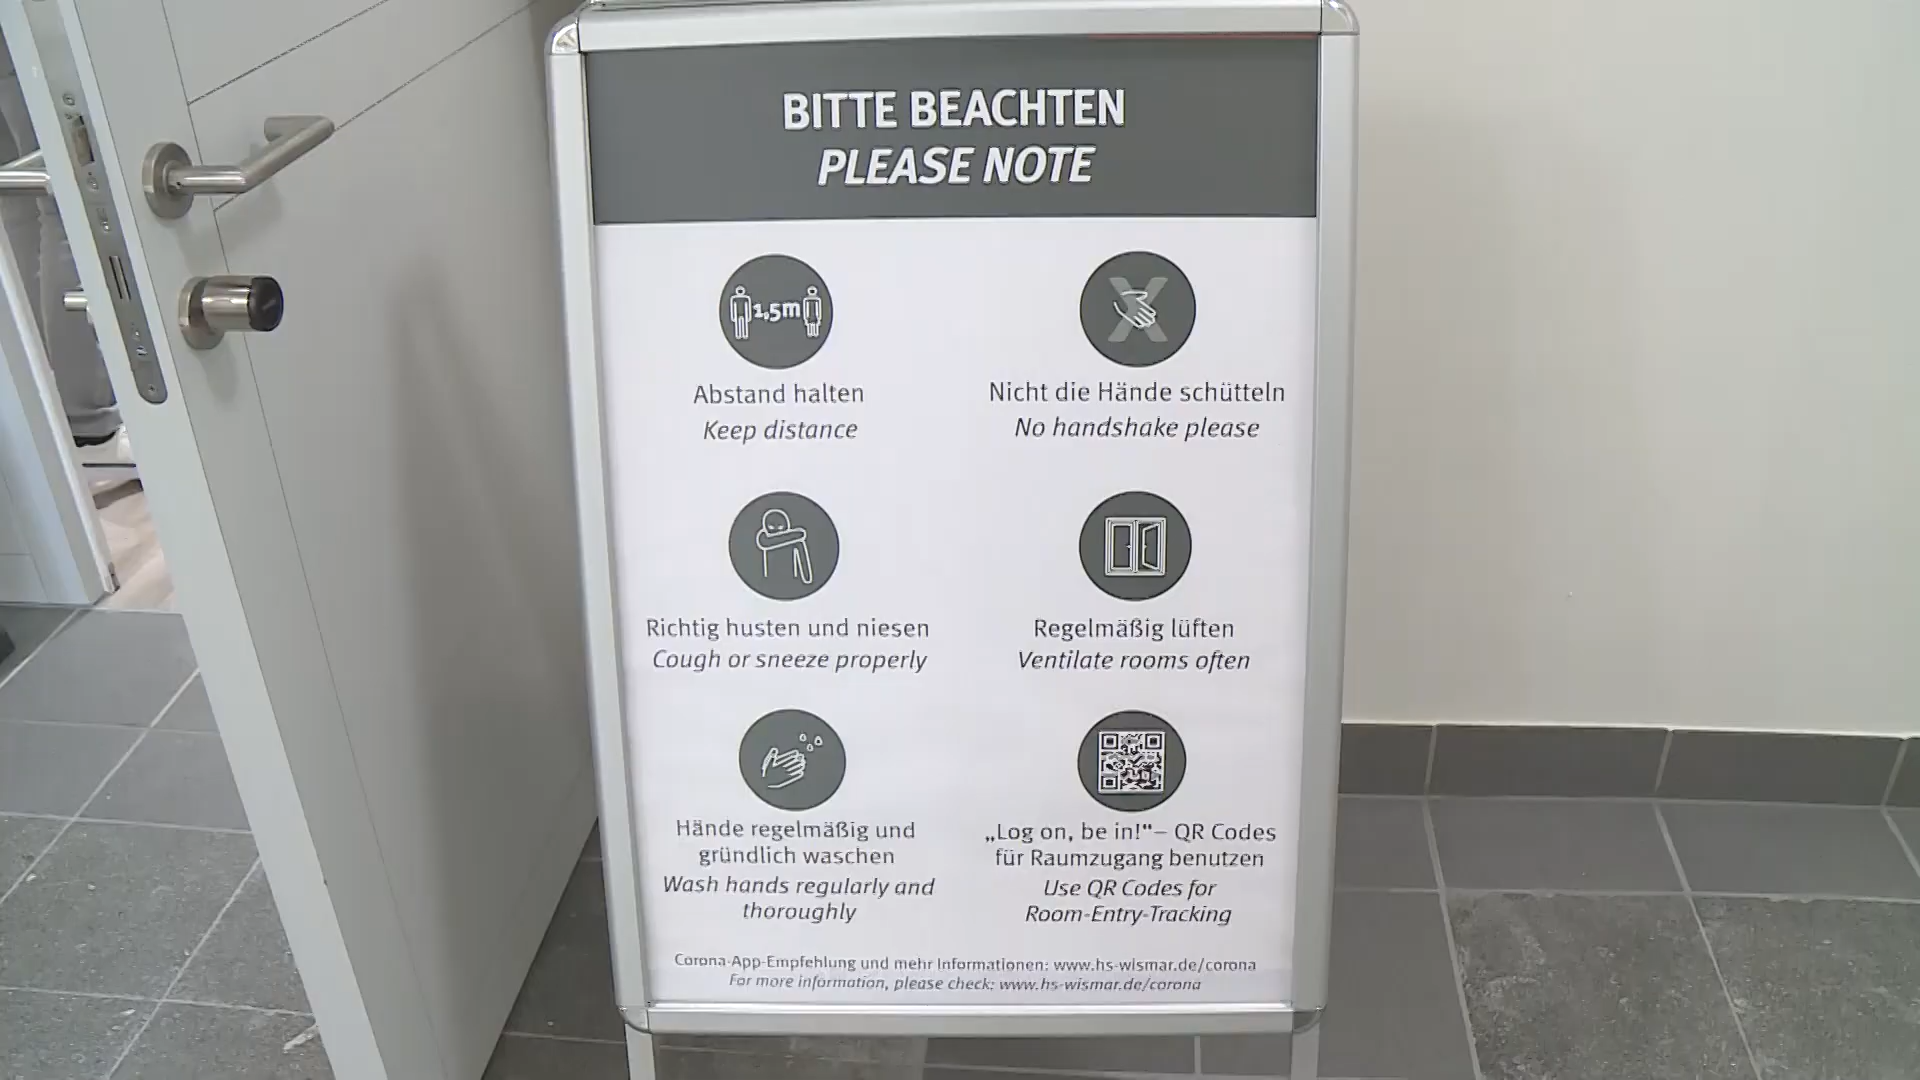 BITTE BEACHTEN
PLEASE NOTE
1,5m
Abstand halten
Keep distance
X
Nicht die Hände schütteln
No handshake please
Richtig husten und niesen
Cough or sneeze properly
Regelmäßig lüften
Ventilate rooms often
Hände regelmäßig und
gründlich waschen
Wash hands regularly and
thoroughly
„Log on, be in!"– QR Codes
für Raumzugang benutzen
Use QR Codes for
Room-Entry-Tracking
Corona-App-Empfehlung und mehr Informationen: www.hs-wismar.de/corona
For more information, please check: www.hs-wismar.de/corona